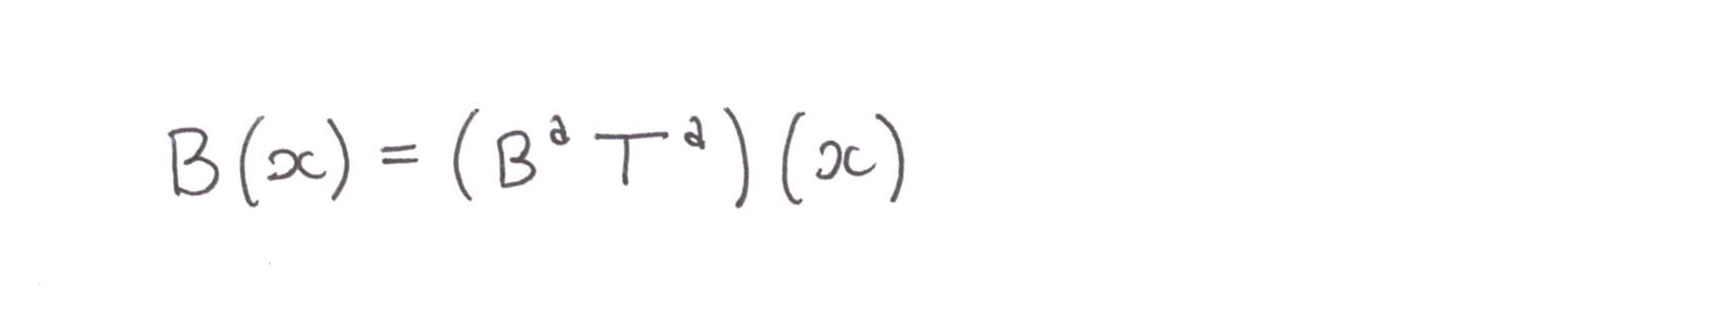 B(x) = (B^a T^a)(x)